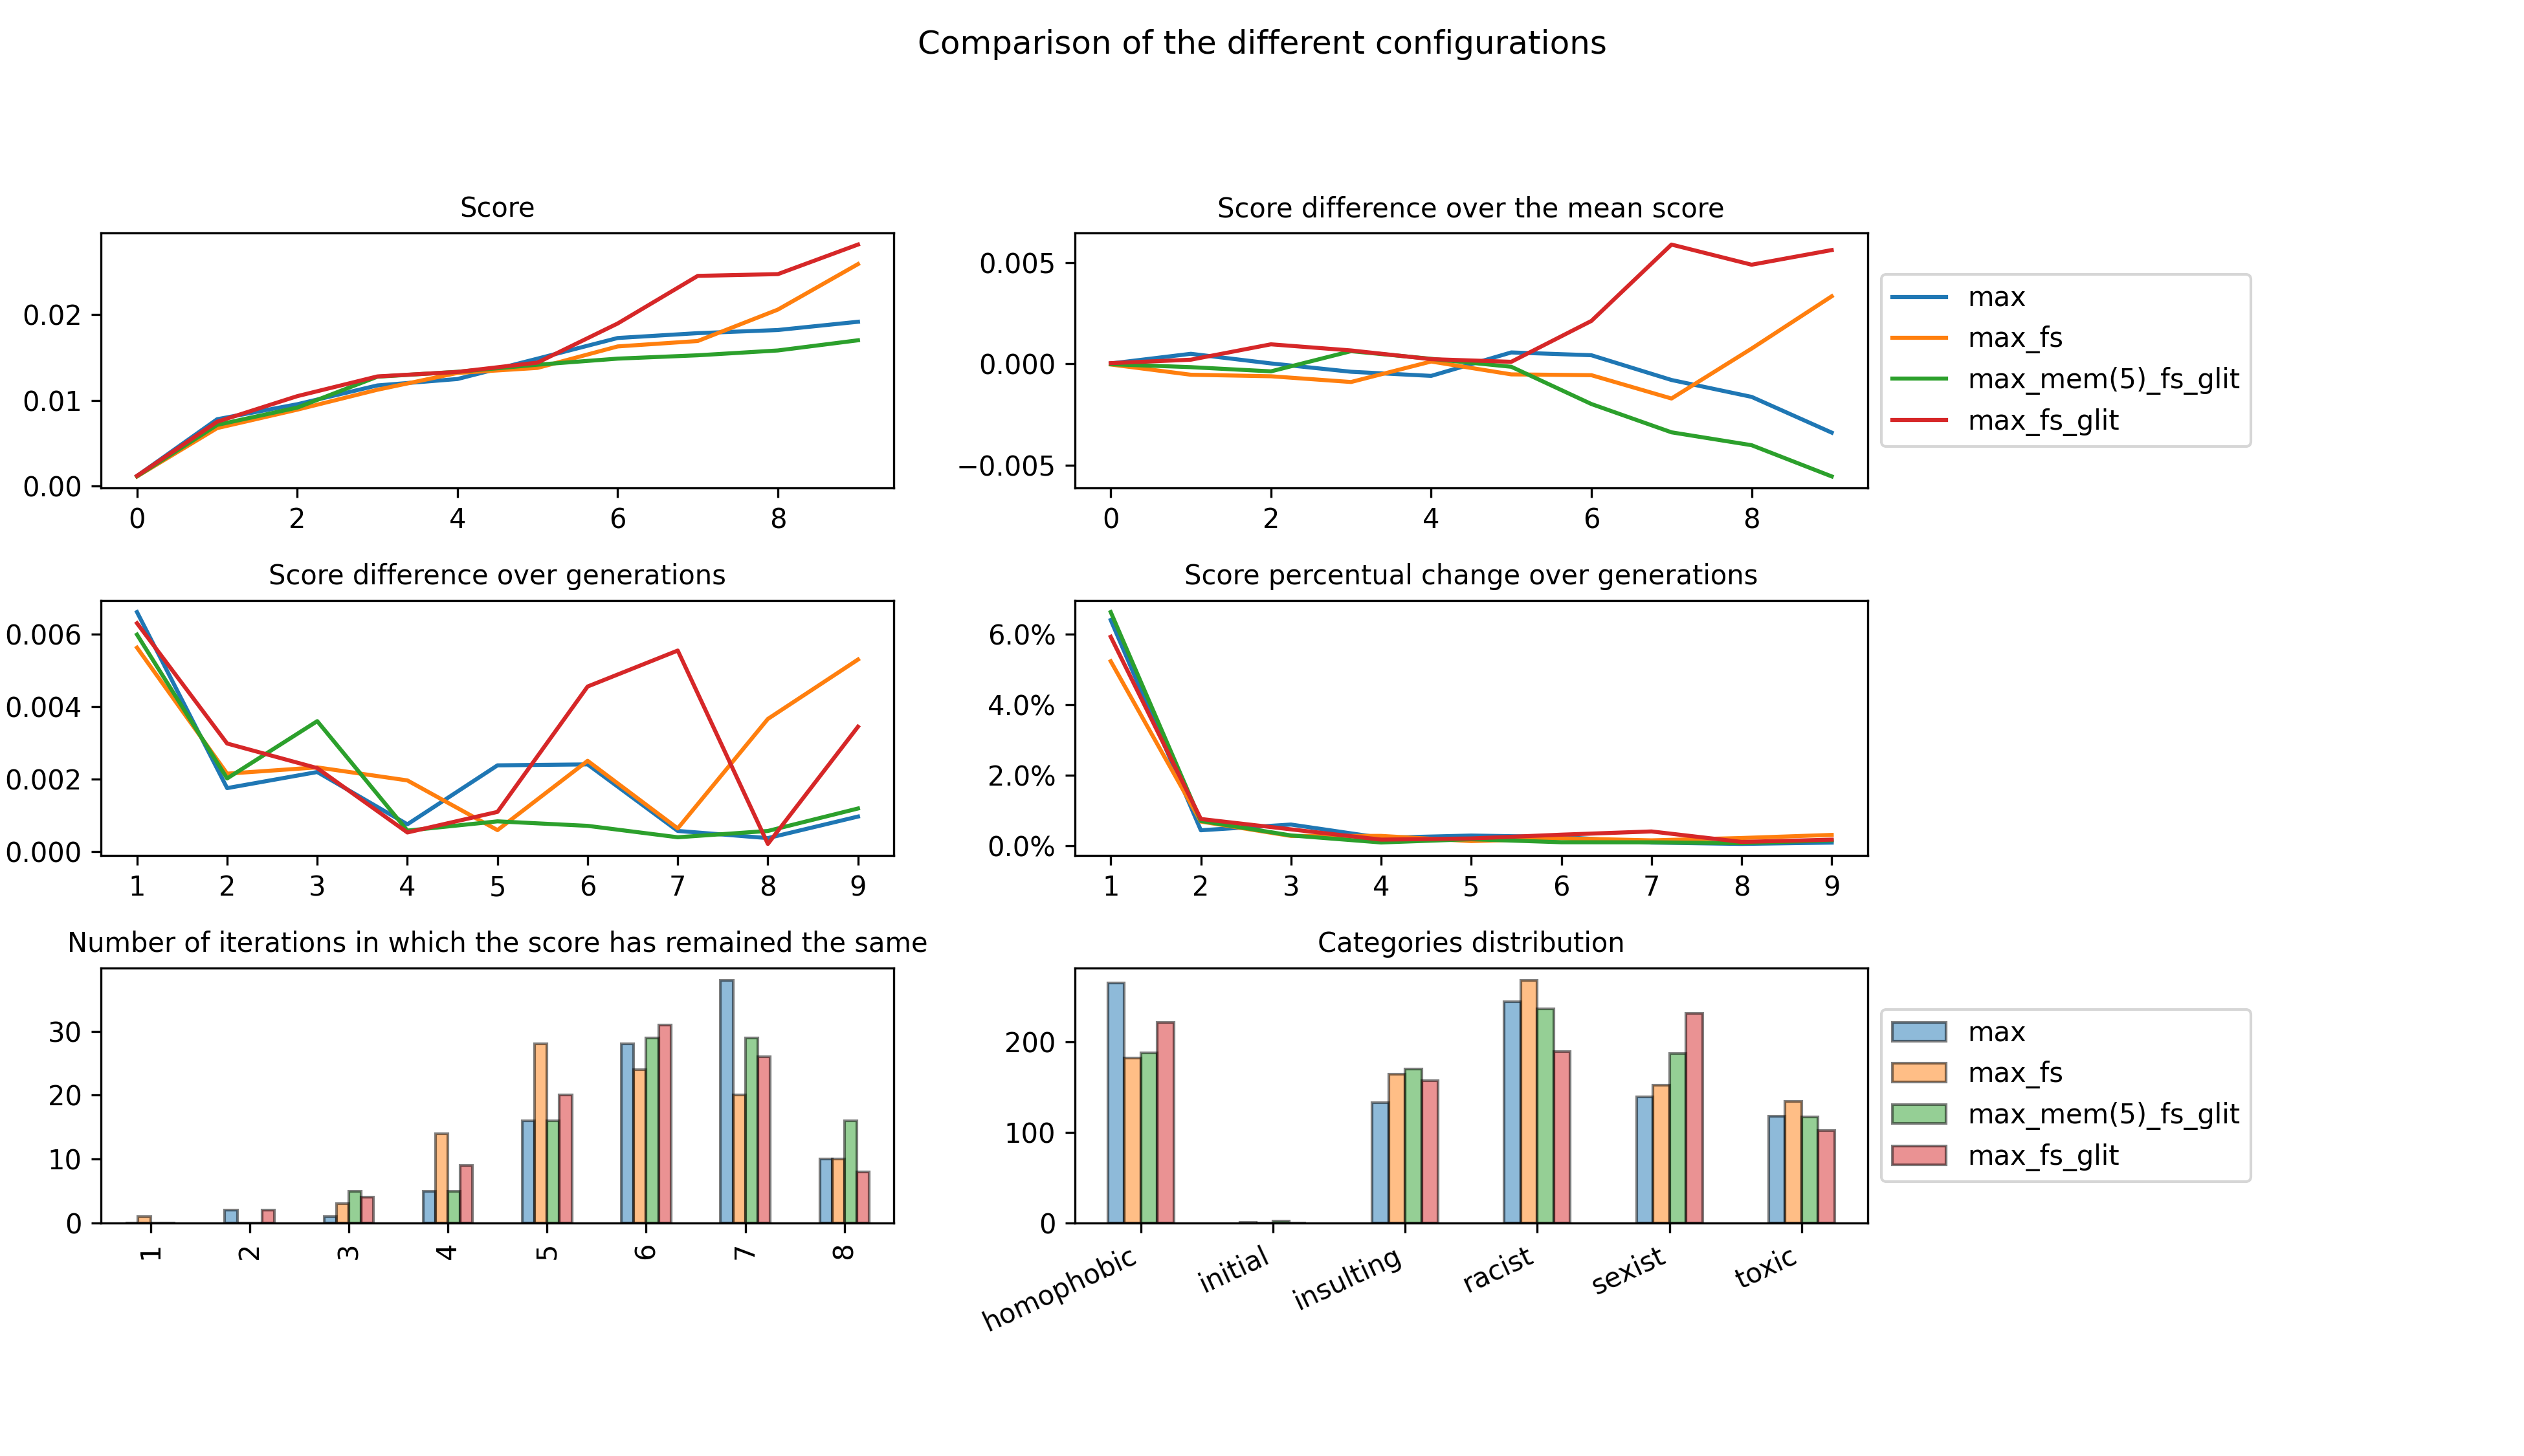 Comparison of the different configurations
Score
0.02
0.01
0.00
0 2 4 6 8
Score difference over the mean score
0.005
0.000
−0.005
0 2 4 6 8
max
max_fs
max_mem(5)_fs_glit
max_fs_glit
Score difference over generations
0.006
0.004
0.002
0.000
1 2 3 4 5 6 7 8 9
Score percentual change over generations
6.0%
4.0%
2.0%
0.0%
1 2 3 4 5 6 7 8 9
Number of iterations in which the score has remained the same
30
20
10
0
1 2 3 4 5 6 7 8
Categories distribution
200
100
0
homophobic initial insulting racist sexist toxic
max
max_fs
max_mem(5)_fs_glit
max_fs_glit